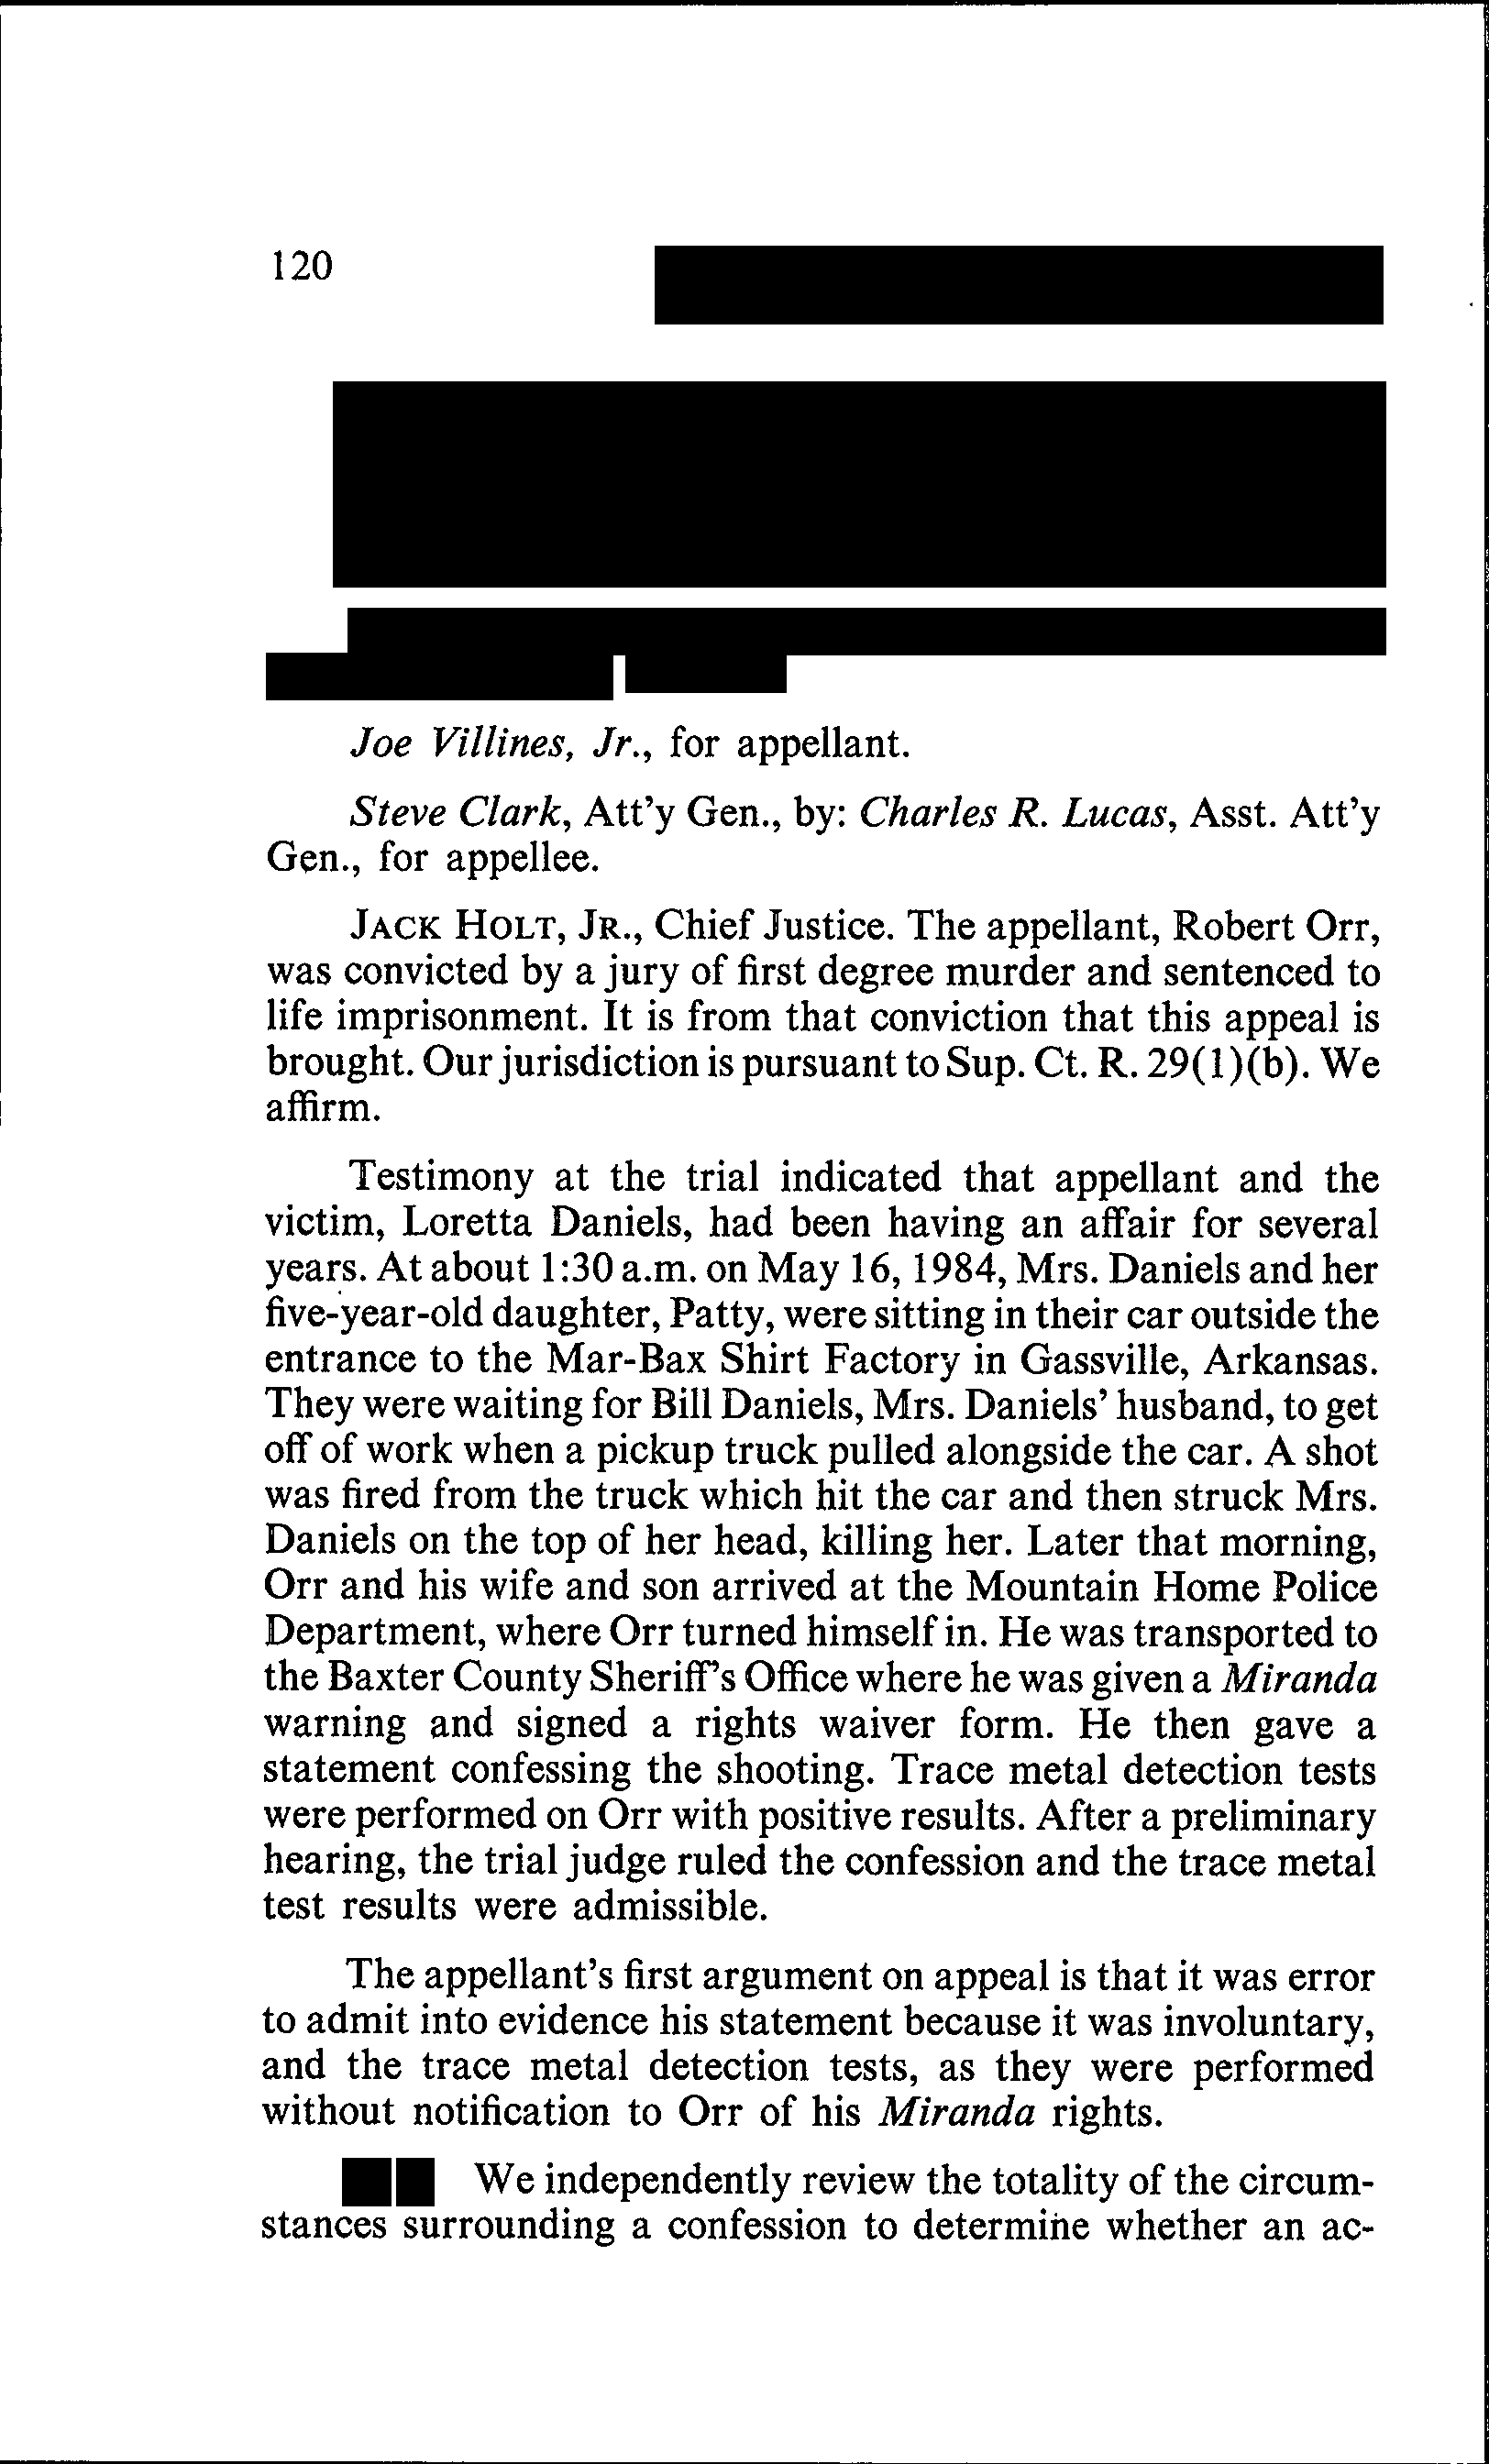 120
Joe Villines, Jr., for appellant.
Steve Clark, Att'y Gen., by: Charles R. Lucas, Asst. Att'y
Gen., for appellee.
JACK HOLT, JR., Chief Justice. The appellant, Robert Orr,
was convicted by a jury of first degree murder and sentenced to
life imprisonment. It is from that conviction that this appeal is
brought. Our jurisdiction is pursuant to Sup. Ct. R. 29(1)(b). We
affirm.
Testimony at the trial indicated that appellant and the
victim, Loretta Daniels, had been having an affair for several
years. At about 1:30 a.m. on May 16, 1984, Mrs. Daniels and her
five-year-old daughter, Patty, were sitting in their car outside the
entrance to the Mar-Bax Shirt Factory in Gassville, Arkansas.
They were waiting for Bill Daniels, Mrs. Daniels' husband, to get
off of work when a pickup truck pulled alongside the car. A shot
was fired from the truck which hit the car and then struck Mrs.
Daniels on the top of her head, killing her. Later that morning,
Orr and his wife and son arrived at the Mountain Home Police
Department, where Orr turned himself in. He was transported to
the Baxter County Sheriff's Office where he was given a Miranda
warning and signed a rights waiver form. He then gave a
statement confessing the shooting. Trace metal detection tests
were performed on Orr with positive results. After a preliminary
hearing, the trial judge ruled the confession and the trace metal
test results were admissible.
The appellant's first argument on appeal is that it was error
to admit into evidence his statement because it was involuntary,
and the trace metal detection tests, as they were performed
without notification to Orr of his Miranda rights.
We independently review the totality of the circum-
stances surrounding a confession to determine whether an ac-